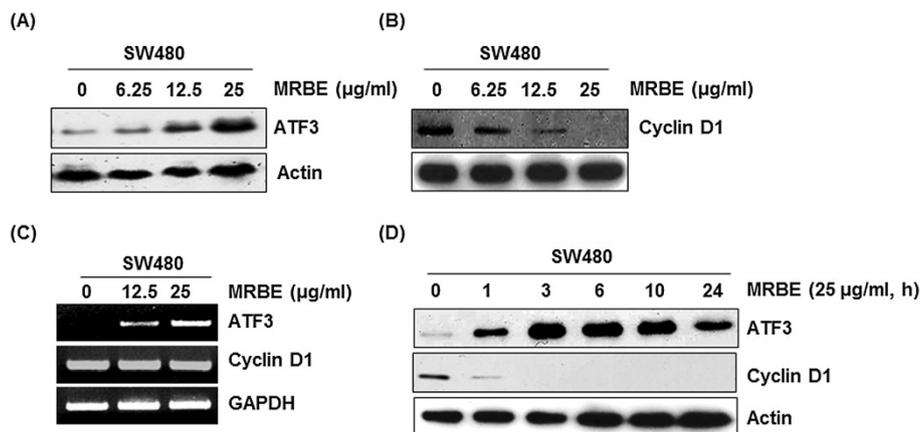 (A)
SW480
0 6.25 12.5 25 MRBE (µg/ml)
ATF3
Actin
(B)
SW480
0 6.25 12.5 25 MRBE (µg/ml)
Cyclin D1
(C)
SW480
0 12.5 25 MRBE (µg/ml)
ATF3
Cyclin D1
GAPDH
(D)
SW480
0 1 3 6 10 24 MRBE (25 µg/ml, h)
ATF3
Cyclin D1
Actin